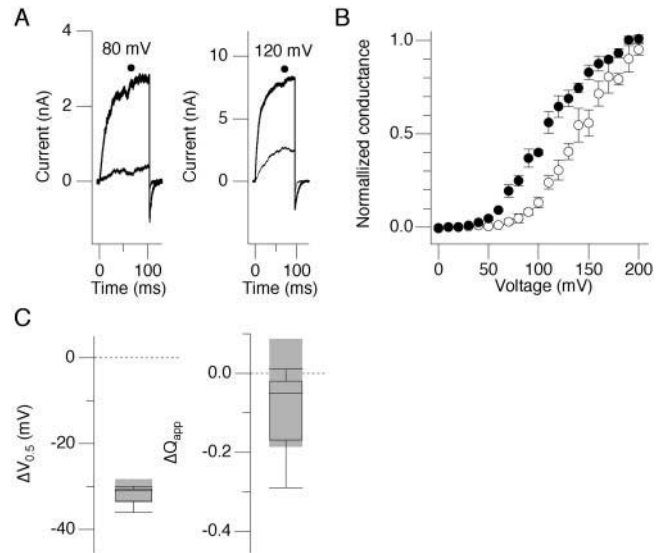 A
80 mV
120 mV
Current (nA)
4
2
0
0
100
Time (ms)
Current (nA)
10
5
0
0
100
Time (ms)
B
Normallized conductance
1.0
0.5
0.0
0
50
100
150
200
Voltage (mV)
C
ΔV0.5 (mV)
0
-20
-40
ΔQapp
0.0
-0.2
-0.4